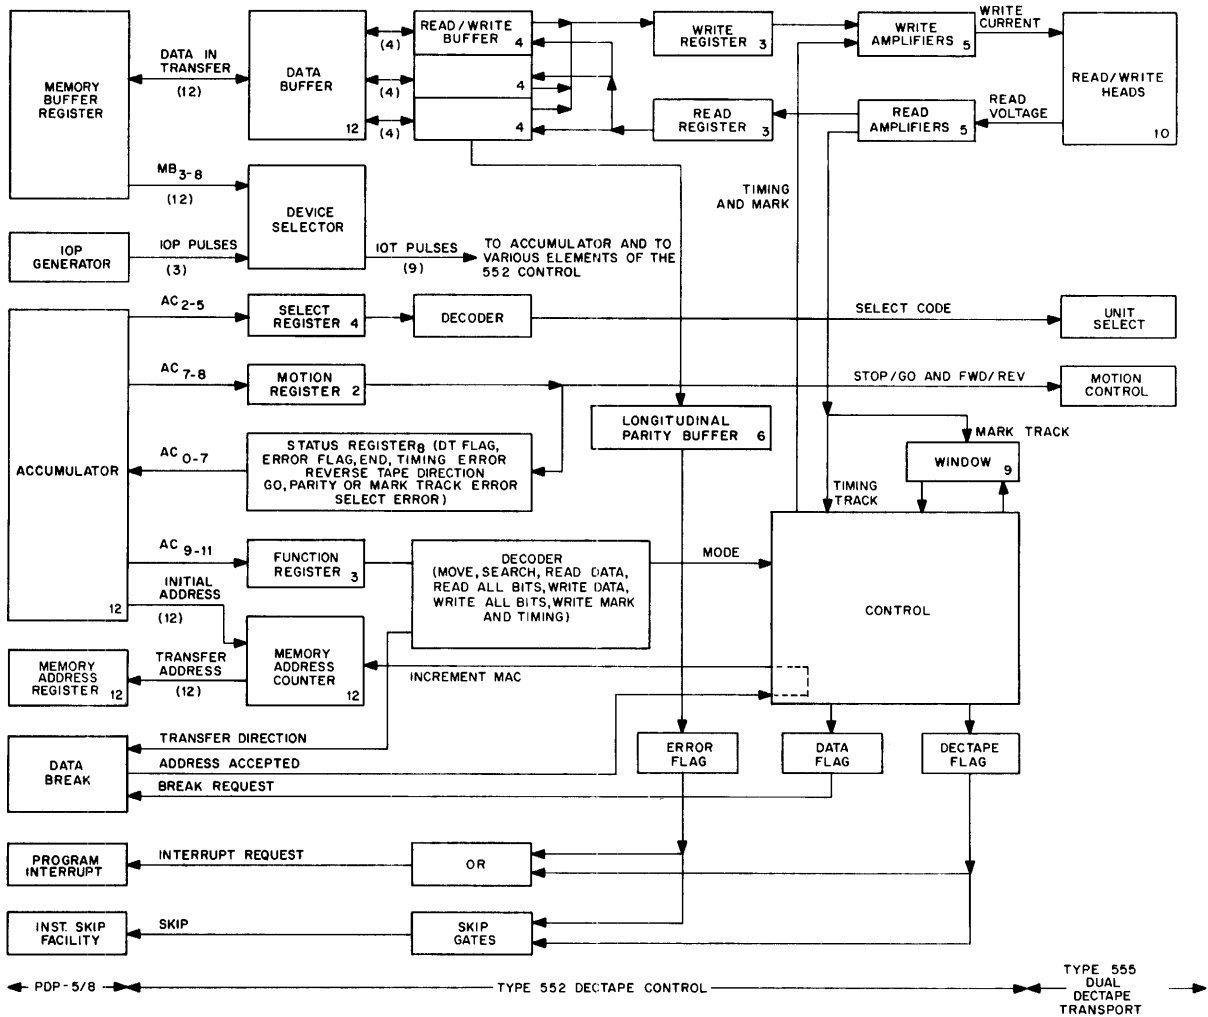 MEMORY
BUFFER
REGISTER
DATA IN
TRANSFER
(12)
DATA
BUFFER
12
(4)
(4)
(4)
READ/WRITE
BUFFER 4
4
4
WRITE
REGISTER 3
READ
REGISTER 3
WRITE
AMPLIFIERS 5
READ
AMPLIFIERS 5
WRITE
CURRENT
READ
VOLTAGE
READ/WRITE
HEADS
10
MB3-8
(12)
DEVICE
SELECTOR
TIMING
AND MARK
IOP
GENERATOR
IOP PULSES
(3)
IOT PULSES
(9)
TO ACCUMULATOR AND TO
VARIOUS ELEMENTS OF THE
552 CONTROL
ACCUMULATOR
12
AC2-5
SELECT
REGISTER 4
DECODER
SELECT CODE
UNIT
SELECT
AC7-8
MOTION
REGISTER 2
STOP/GO AND FWD/REV
MOTION
CONTROL
LONGITUDINAL
PARITY BUFFER 6
AC0-7
STATUS REGISTER8 (DT FLAG,
ERROR FLAG, END, TIMING ERROR
REVERSE TAPE DIRECTION
GO, PARITY OR MARK TRACK ERROR
SELECT ERROR)
MARK TRACK
WINDOW 9
TIMING
TRACK
AC9-11
FUNCTION
REGISTER 3
DECODER
(MOVE, SEARCH, READ DATA,
READ ALL BITS, WRITE DATA,
WRITE ALL BITS, WRITE MARK
AND TIMING)
MODE
CONTROL
INITIAL
ADDRESS
(12)
MEMORY
ADDRESS
REGISTER 12
TRANSFER
ADDRESS
(12)
MEMORY
ADDRESS
COUNTER
12
INCREMENT MAC
DATA
BREAK
TRANSFER DIRECTION
ADDRESS ACCEPTED
BREAK REQUEST
ERROR
FLAG
DATA
FLAG
DECTAPE
FLAG
PROGRAM
INTERRUPT
INTERRUPT REQUEST
OR
INST. SKIP
FACILITY
SKIP
SKIP
GATES
PDP-5/8
TYPE 552 DECTAPE CONTROL
TYPE 555
DUAL
DECTAPE
TRANSPORT